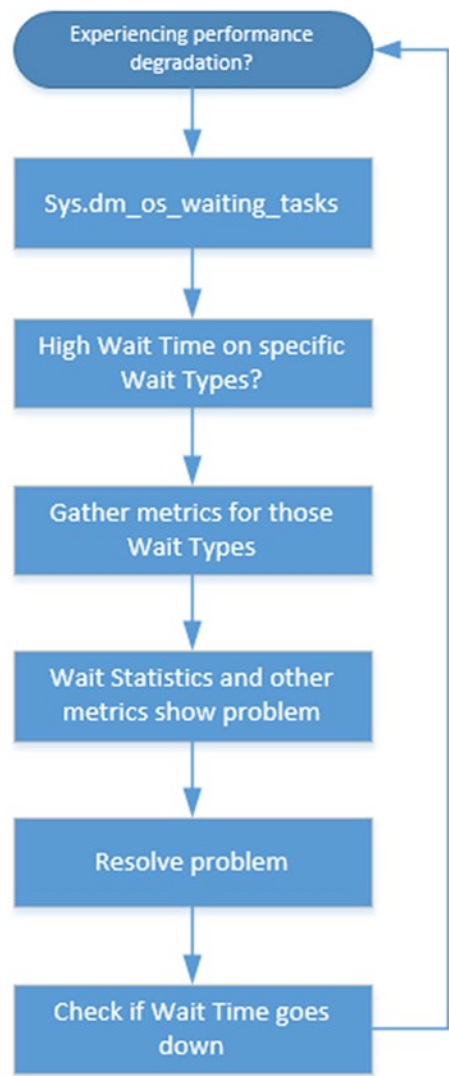 Experiencing performance
degradation?
Sys.dm_os_waiting_tasks
High Wait Time on specific
Wait Types?
Gather metrics for those
Wait Types
Wait Statistics and other
metrics show problem
Resolve problem
Check if Wait Time goes
down